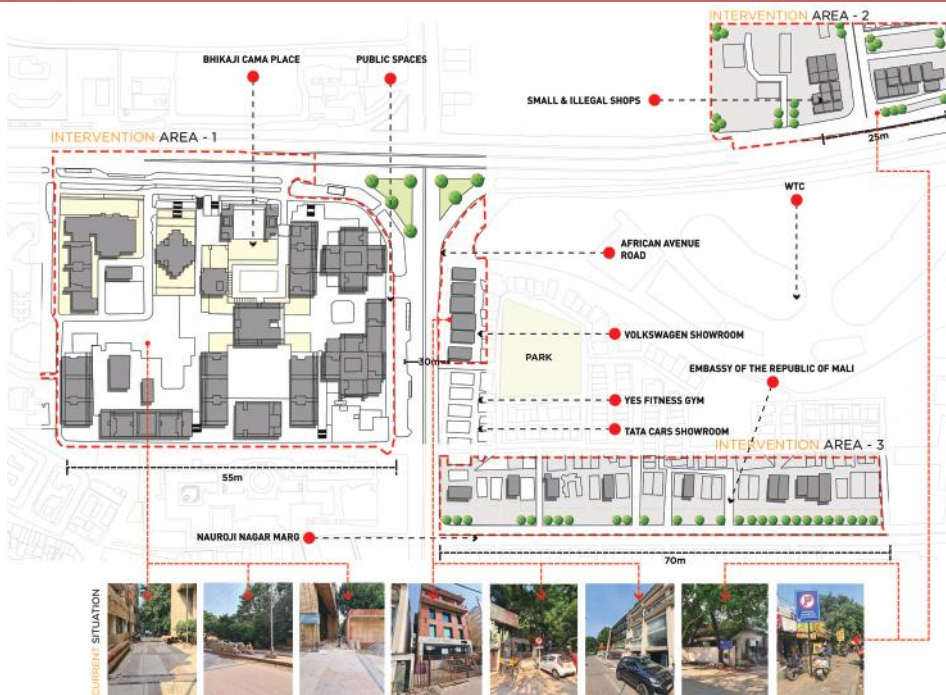 INTERVENTION AREA - 2
BHIKAJI CAMA PLACE
PUBLIC SPACES
SMALL & ILLEGAL SHOPS
25m
INTERVENTION AREA - 1
WTC
AFRICAN AVENUE
ROAD
VOLKSWAGEN SHOWROOM
30m
PARK
EMBASSY OF THE REPUBLIC OF MALI
YES FITNESS GYM
TATA CARS SHOWROOM
INTERVENTION AREA - 3
55m
NAUROJI NAGAR MARG
70m
CURRENT SITUATION